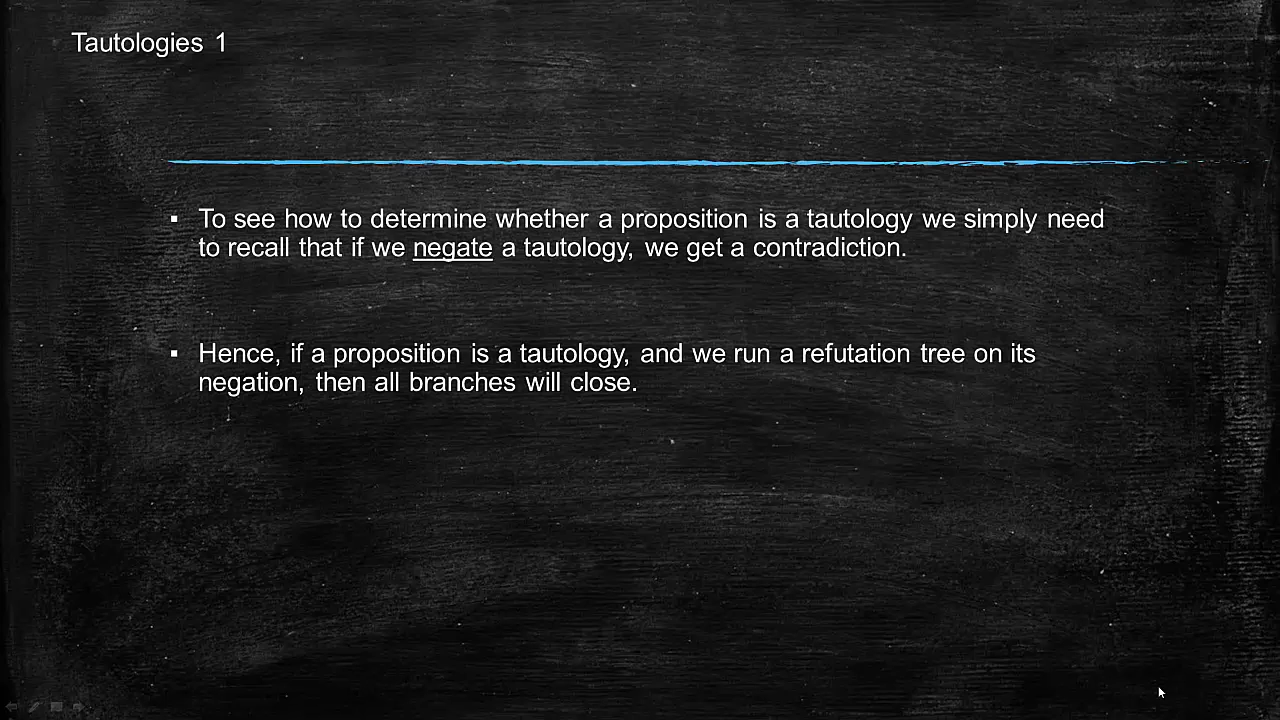 Tautologies 1
▪ To see how to determine whether a proposition is a tautology we simply need
to recall that if we negate a tautology, we get a contradiction.
▪ Hence, if a proposition is a tautology, and we run a refutation tree on its
negation, then all branches will close.